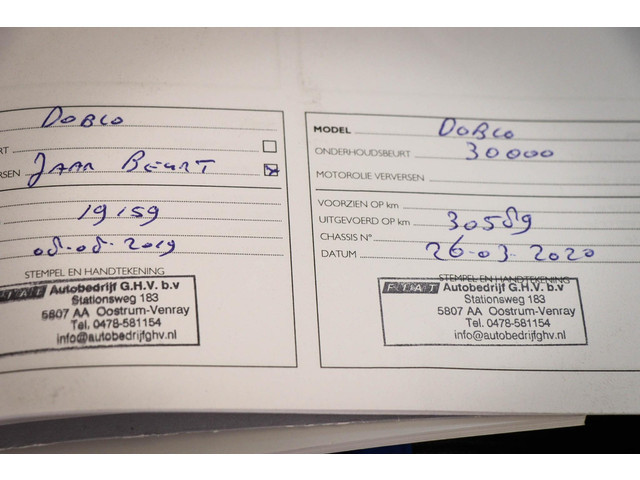 DOBLO
RT
RSEN JAAR BEURT
19159
08-08-2019
STEMPEL EN HANDTEKENING
FIAT Autobedrijf G.H.V. b.v
Stationsweg 183
5807 AA Oostrum-Venray
Tel. 0478-581154
info@autobedrijfghv.nl
MODEL DOBLO
ONDERHOUDSBEURT 30000
MOTOROLIE VERVERSEN
VOORZIEN OP km
UITGEVOERD OP km 30589
CHASSIS N°
DATUM 26-03-2020
STEMPEL EN HANDTEKENING
FIAT Autobedrijf G.H.V. b.v
Stationsweg 183
5807 AA Oostrum-Venray
Tel. 0478-581154
info@autobedrijfghv.nl